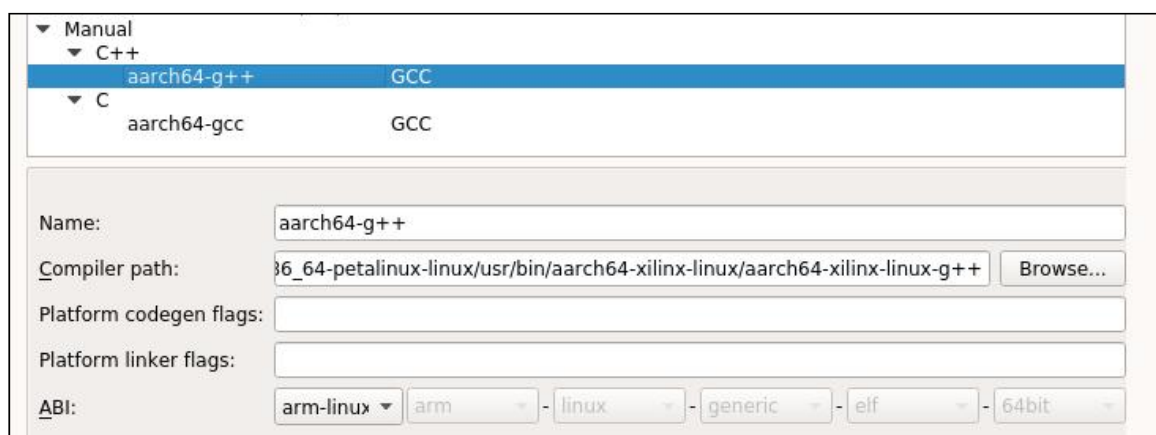 Manual
C++
aarch64-g++ GCC
C
aarch64-gcc GCC
Name: aarch64-g++
Compiler path: 36_64-petalinux-linux/usr/bin/aarch64-xilinx-linux/aarch64-xilinx-linux-g++ Browse...
Platform codegen flags:
Platform linker flags:
ABI: arm-linux arm - linux - generic - elf - 64bit